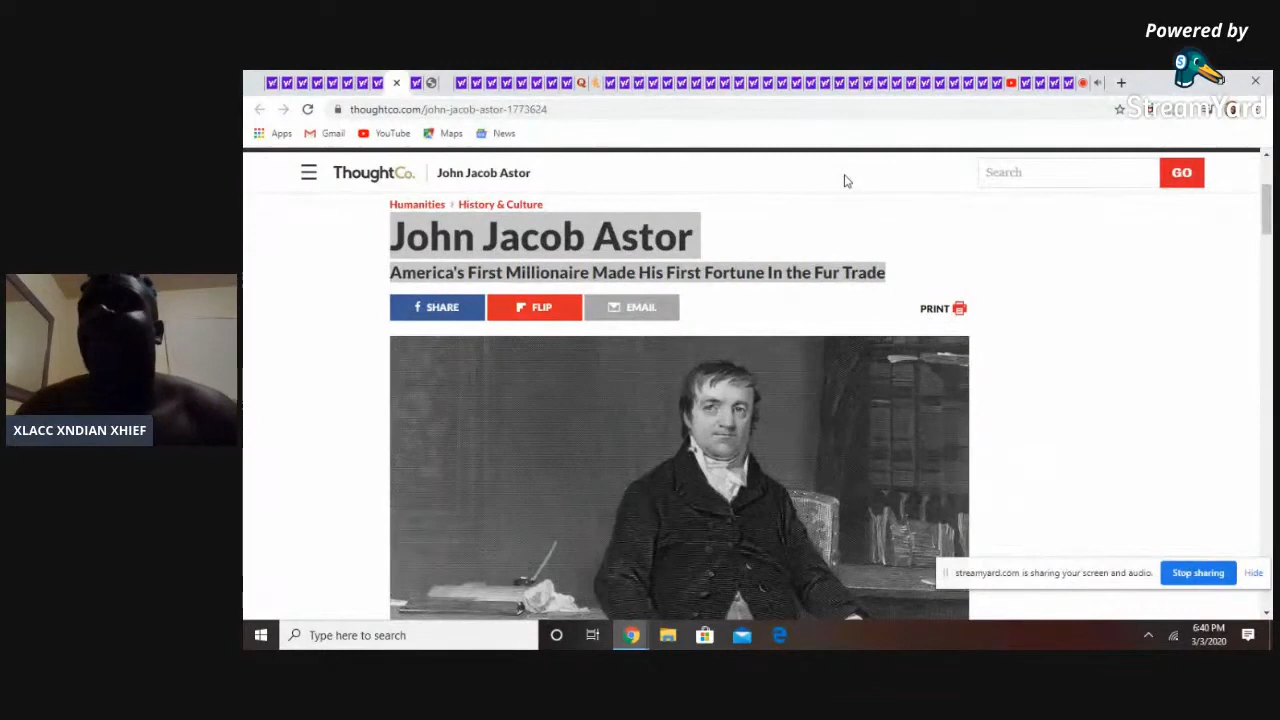 Powered by
StreamYard
thoughtco.com/john-jacob-astor-1773624
Apps Gmail YouTube Maps News
ThoughtCo. John Jacob Astor Search GO
Humanities History & Culture
John Jacob Astor
America's First Millionaire Made His First Fortune In the Fur Trade
SHARE FLIP EMAIL PRINT
XLACC XNDIAN XHIEF
streamyard.com is sharing your screen and audio. Stop sharing Hide
Type here to search
6:40 PM
3/3/2020